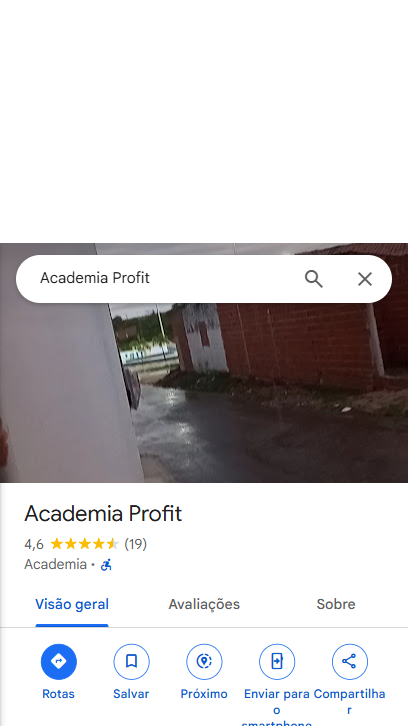 Academia Profit
Academia Profit
4,6 (19)
Academia ·
Visão geral Avaliações Sobre
Rotas Salvar Próximo Enviar para o smartphone Compartilhar